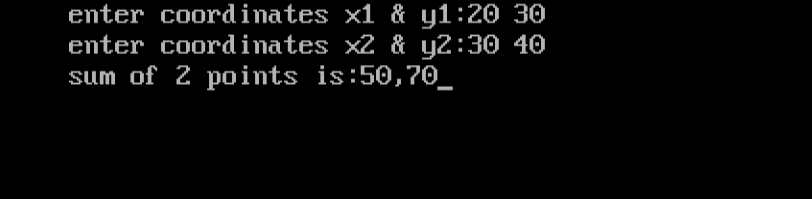 enter coordinates x1 & y1:20 30
enter coordinates x2 & y2:30 40
sum of 2 points is:50,70_